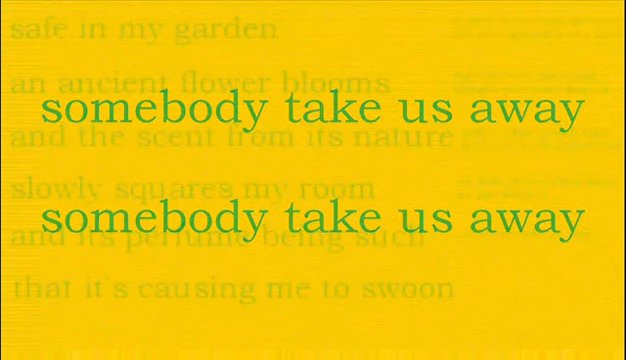 safe in my garden
an ancient flower blooms
somebody take us away
and the scent from its nature
slowly squares my room
somebody take us away
and its perfume being such
that it's causing me to swoon